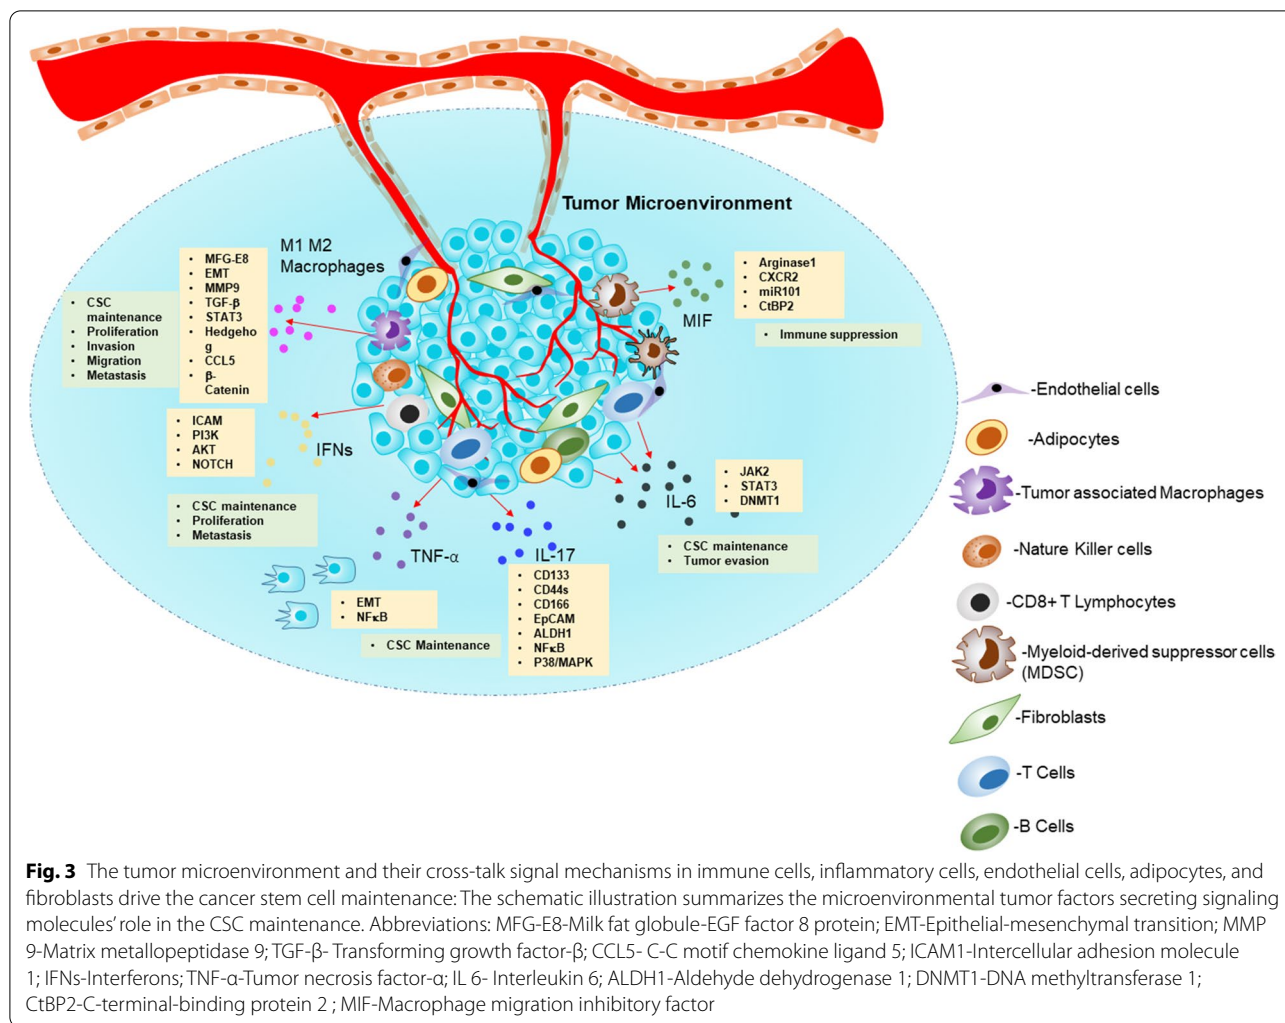 Tumor Microenvironment
M1 M2
Macrophages
• MFG-E8
• EMT
• MMP9
• TGF-β
• STAT3
• Hedgeho
g
• CCL5
• β-
Catenin
• CSC
maintenance
• Proliferation
• Invasion
• Migration
• Metastasis
MIF
• Arginase1
• CXCR2
• miR101
• CtBP2
• Immune suppression
IFNs
• ICAM
• PI3K
• AKT
• NOTCH
• CSC maintenance
• Proliferation
• Metastasis
TNF-α
• EMT
• NFκB
• CSC Maintenance
IL-17
• CD133
• CD44s
• CD166
• EpCAM
• ALDH1
• NFκB
• P38/MAPK
IL-6
• JAK2
• STAT3
• DNMT1
• CSC maintenance
• Tumor evasion
-Endothelial cells
-Adipocytes
-Tumor associated Macrophages
-Nature Killer cells
-CD8+ T Lymphocytes
-Myeloid-derived suppressor cells
(MDSC)
-Fibroblasts
-T Cells
-B Cells
Fig. 3 The tumor microenvironment and their cross-talk signal mechanisms in immune cells, inflammatory cells, endothelial cells, adipocytes, and
fibroblasts drive the cancer stem cell maintenance: The schematic illustration summarizes the microenvironmental tumor factors secreting signaling
molecules' role in the CSC maintenance. Abbreviations: MFG-E8-Milk fat globule-EGF factor 8 protein; EMT-Epithelial-mesenchymal transition; MMP
9-Matrix metallopeptidase 9; TGF-β- Transforming growth factor-β; CCL5- C-C motif chemokine ligand 5; ICAM1-Intercellular adhesion molecule
1; IFNs-Interferons; TNF-α-Tumor necrosis factor-α; IL 6- Interleukin 6; ALDH1-Aldehyde dehydrogenase 1; DNMT1-DNA methyltransferase 1;
CtBP2-C-terminal-binding protein 2 ; MIF-Macrophage migration inhibitory factor